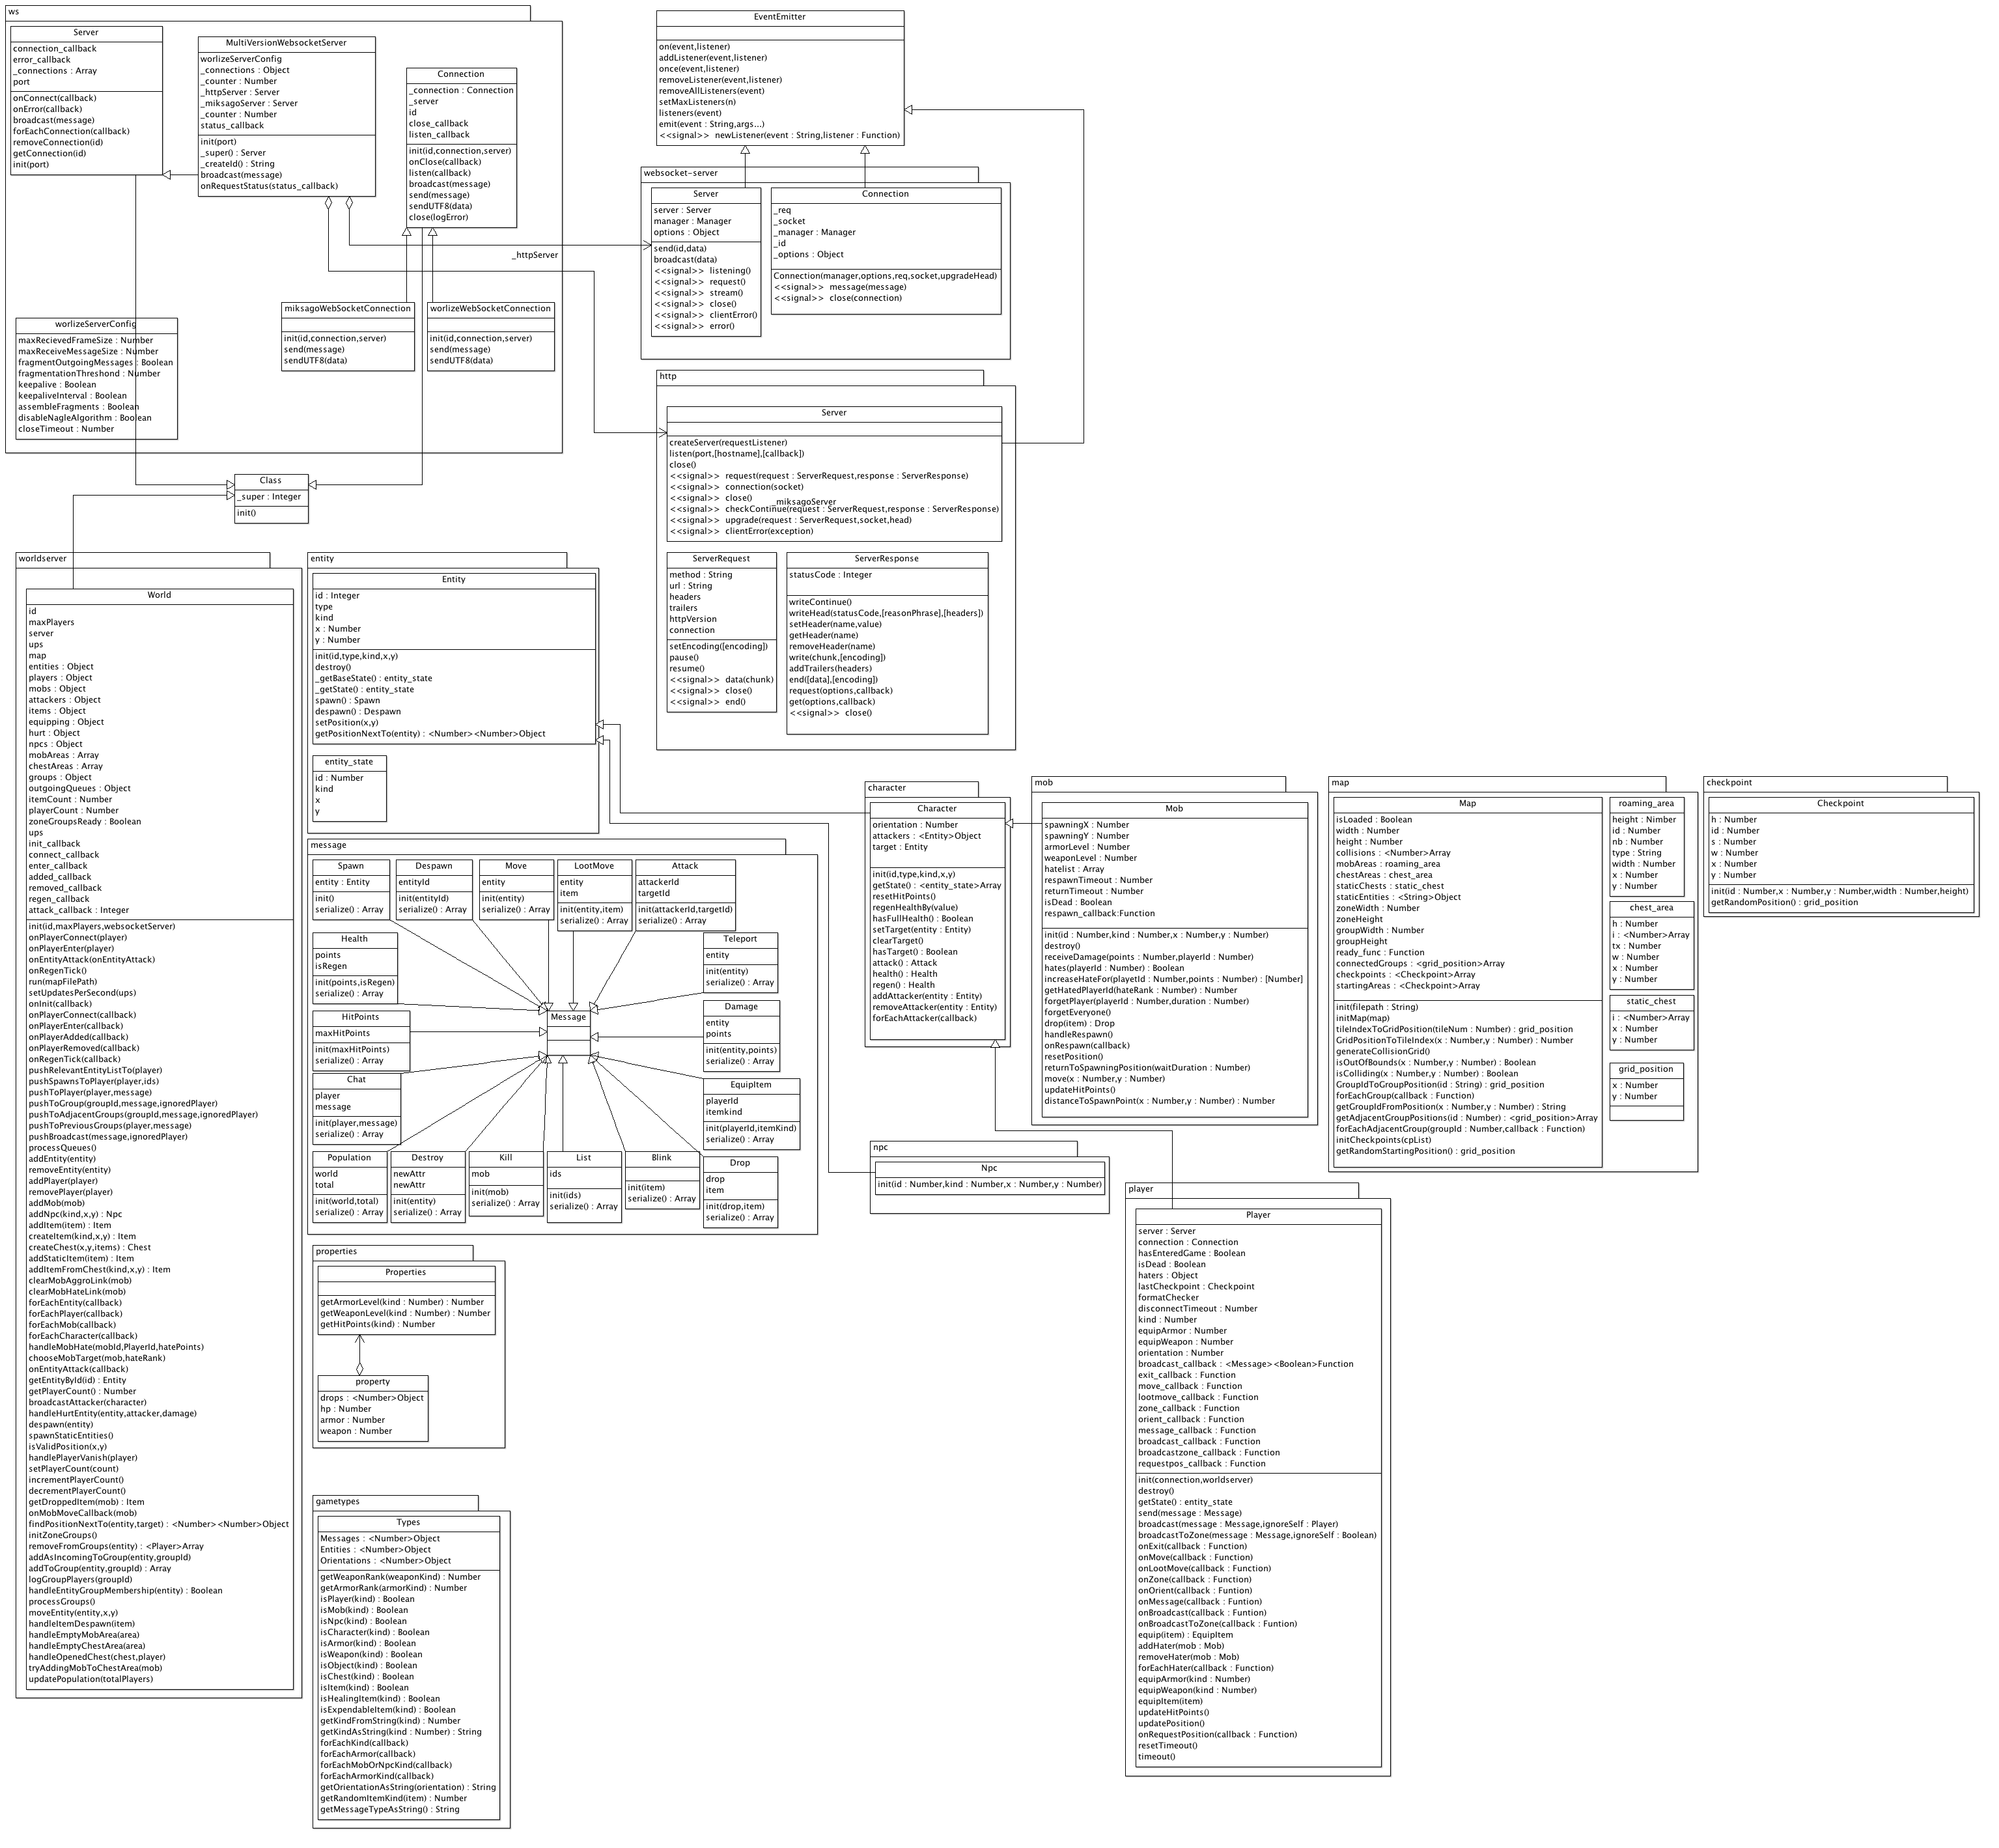 ws
Server
connection_callback
error_callback
_connections : Array
port
onConnect(callback)
onError(callback)
broadcast(message)
forEachConnection(callback)
removeConnection(id)
getConnection(id)
init(port)
MultiVersionWebsocketServer
worlizeServerConfig
_connections : Object
_counter : Number
_httpServer : Server
_miksagoServer : Server
_counter : Number
status_callback
init(port)
_super() : Server
_createId() : String
broadcast(message)
onRequestStatus(status_callback)
Connection
_connection : Connection
_server
id
close_callback
listen_callback
init(id,connection,server)
onClose(callback)
listen(callback)
broadcast(message)
send(message)
sendUTF8(data)
close(logError)
_httpServer
miksagoWebSocketConnection
init(id,connection,server)
send(message)
sendUTF8(data)
worlizeWebSocketConnection
init(id,connection,server)
send(message)
sendUTF8(data)
worlizeServerConfig
maxRecievedFrameSize : Number
maxReceiveMessageSize : Number
fragmentOutgoingMessages : Boolean
fragmentationThreshond : Number
keepalive : Boolean
keepaliveInterval : Boolean
assembleFragments : Boolean
disableNagleAlgorithm : Boolean
closeTimeout : Number
EventEmitter
on(event,listener)
addListener(event,listener)
once(event,listener)
removeListener(event,listener)
removeAllListeners(event)
setMaxListeners(n)
listeners(event)
emit(event : String,args...)
<<signal>> newListener(event : String,listener : Function)
websocket-server
Server
server : Server
manager : Manager
options : Object
send(id,data)
broadcast(data)
<<signal>> listening()
<<signal>> request()
<<signal>> stream()
<<signal>> close()
<<signal>> clientError()
<<signal>> error()
Connection
_req
_socket
_manager : Manager
_id
_options : Object
Connection(manager,options,req,socket,upgradeHead)
<<signal>> message(message)
<<signal>> close(connection)
http
Server
createServer(requestListener)
listen(port,[hostname],[callback])
close()
<<signal>> request(request : ServerRequest,response : ServerResponse)
<<signal>> connection(socket)
<<signal>> close()
_miksagoServer
<<signal>> checkContinue(request : ServerRequest,response : ServerResponse)
<<signal>> upgrade(request : ServerRequest,socket,head)
<<signal>> clientError(exception)
ServerRequest
method : String
url : String
headers
trailers
httpVersion
connection
setEncoding([encoding])
pause()
resume()
<<signal>> data(chunk)
<<signal>> close()
<<signal>> end()
ServerResponse
statusCode : Integer
writeContinue()
writeHead(statusCode,[reasonPhrase],[headers])
setHeader(name,value)
getHeader(name)
removeHeader(name)
write(chunk,[encoding])
addTrailers(headers)
end([data],[encoding])
request(options,callback)
get(options,callback)
<<signal>> close()
Class
_super : Integer
init()
worldserver
World
id
maxPlayers
server
ups
map
entities : Object
players : Object
mobs : Object
attackers : Object
items : Object
equipping : Object
hurt : Object
npcs : Object
mobAreas : Array
chestAreas : Array
groups : Object
outgoingQueues : Object
itemCount : Number
playerCount : Number
zoneGroupsReady : Boolean
ups
init_callback
connect_callback
enter_callback
added_callback
removed_callback
regen_callback
attack_callback : Integer
init(id,maxPlayers,websocketServer)
onPlayerConnect(player)
onPlayerEnter(player)
onEntityAttack(onEntityAttack)
onRegenTick()
run(mapFilePath)
setUpdatesPerSecond(ups)
onInit(callback)
onPlayerConnect(callback)
onPlayerEnter(callback)
onPlayerAdded(callback)
onPlayerRemoved(callback)
onRegenTick(callback)
pushRelevantEntityListTo(player)
pushSpawnsToPlayer(player,ids)
pushToPlayer(player,message)
pushToGroup(groupId,message,ignoredPlayer)
pushToAdjacentGroups(groupId,message,ignoredPlayer)
pushToPreviousGroups(player,message)
pushBroadcast(message,ignoredPlayer)
processQueues()
addEntity(entity)
removeEntity(entity)
addPlayer(player)
removePlayer(player)
addMob(mob)
addNpc(kind,x,y) : Npc
addItem(item) : Item
createItem(kind,x,y) : Item
createChest(x,y,items) : Chest
addStaticItem(item) : Item
addItemFromChest(kind,x,y) : Item
clearMobAggroLink(mob)
clearMobHateLink(mob)
forEachEntity(callback)
forEachPlayer(callback)
forEachMob(callback)
forEachCharacter(callback)
handleMobHate(mobId,PlayerId,hatePoints)
chooseMobTarget(mob,hateRank)
onEntityAttack(callback)
getEntityById(id) : Entity
getPlayerCount() : Number
broadcastAttacker(character)
handleHurtEntity(entity,attacker,damage)
despawn(entity)
spawnStaticEntities()
isValidPosition(x,y)
handlePlayerVanish(player)
setPlayerCount(count)
incrementPlayerCount()
decrementPlayerCount()
getDroppedItem(mob) : Item
onMobMoveCallback(mob)
findPositionNextTo(entity,target) : <Number><Number>Object
initZoneGroups()
removeFromGroups(entity) : <Player>Array
addAsIncomingToGroup(entity,groupId)
addToGroup(entity,groupId) : Array
logGroupPlayers(groupId)
handleEntityGroupMembership(entity) : Boolean
processGroups()
moveEntity(entity,x,y)
handleItemDespawn(item)
handleEmptyMobArea(area)
handleEmptyChestArea(area)
handleOpenedChest(chest,player)
tryAddingMobToChestArea(mob)
updatePopulation(totalPlayers)
entity
Entity
id : Integer
type
kind
x : Number
y : Number
init(id,type,kind,x,y)
destroy()
_getBaseState() : entity_state
_getState() : entity_state
spawn() : Spawn
despawn() : Despawn
setPosition(x,y)
getPositionNextTo(entity) : <Number><Number>Object
entity_state
id : Number
kind
x
y
message
Spawn
entity : Entity
init()
serialize() : Array
Despawn
entityId
init(entityId)
serialize() : Array
Move
entity
init(entity)
serialize() : Array
LootMove
entity
item
init(entity,item)
serialize() : Array
Attack
attackerId
targetId
init(attackerId,targetId)
serialize() : Array
Health
points
isRegen
init(points,isRegen)
serialize() : Array
Teleport
entity
init(entity)
serialize() : Array
HitPoints
maxHitPoints
init(maxHitPoints)
serialize() : Array
Message
Damage
entity
points
init(entity,points)
serialize() : Array
Chat
player
message
init(player,message)
serialize() : Array
EquipItem
playerId
itemkind
init(playerId,itemKind)
serialize() : Array
Population
world
total
init(world,total)
serialize() : Array
Destroy
newAttr
newAttr
init(entity)
serialize() : Array
Kill
mob
init(mob)
serialize() : Array
List
ids
init(ids)
serialize() : Array
Blink
init(item)
serialize() : Array
Drop
drop
item
init(drop,item)
serialize() : Array
properties
Properties
getArmorLevel(kind : Number) : Number
getWeaponLevel(kind : Number) : Number
getHitPoints(kind) : Number
property
drops : <Number>Object
hp : Number
armor : Number
weapon : Number
gametypes
Types
Messages : <Number>Object
Entities : <Number>Object
Orientations : <Number>Object
getWeaponRank(weaponKind) : Number
getArmorRank(armorKind) : Number
isPlayer(kind) : Boolean
isMob(kind) : Boolean
isNpc(kind) : Boolean
isCharacter(kind) : Boolean
isArmor(kind) : Boolean
isWeapon(kind) : Boolean
isObject(kind) : Boolean
isChest(kind) : Boolean
isItem(kind) : Boolean
isHealingItem(kind) : Boolean
isExpendableItem(kind) : Boolean
getKindFromString(kind) : Number
getKindAsString(kind : Number) : String
forEachKind(callback)
forEachArmor(callback)
forEachMobOrNpcKind(callback)
forEachArmorKind(callback)
getOrientationAsString(orientation) : String
getRandomItemKind(item) : Number
getMessageTypeAsString() : String
character
Character
orientation : Number
attackers : <Entity>Object
target : Entity
init(id,type,kind,x,y)
getState() : <entity_state>Array
resetHitPoints()
regenHealthBy(value)
hasFullHealth() : Boolean
setTarget(entity : Entity)
clearTarget()
hasTarget() : Boolean
attack() : Attack
health() : Health
regen() : Health
addAttacker(entity : Entity)
removeAttacker(entity : Entity)
forEachAttacker(callback)
mob
Mob
spawningX : Number
spawningY : Number
armorLevel : Number
weaponLevel : Number
hatelist : Array
respawnTimeout : Number
returnTimeout : Number
isDead : Boolean
respawn_callback:Function
init(id : Number,kind : Number,x : Number,y : Number)
destroy()
receiveDamage(points : Number,playerId : Number)
hates(playerId : Number) : Boolean
increaseHateFor(playetId : Number,points : Number) : [Number]
getHatedPlayerId(hateRank : Number) : Number
forgetPlayer(playerId : Number,duration : Number)
forgetEveryone()
drop(item) : Drop
handleRespawn()
onRespawn(callback)
resetPosition()
returnToSpawningPosition(waitDuration : Number)
move(x : Number,y : Number)
updateHitPoints()
distanceToSpawnPoint(x : Number,y : Number) : Number
npc
Npc
init(id : Number,kind : Number,x : Number,y : Number)
player
Player
server : Server
connection : Connection
hasEnteredGame : Boolean
isDead : Boolean
haters : Object
lastCheckpoint : Checkpoint
formatChecker
disconnectTimeout : Number
kind : Number
equipArmor : Number
equipWeapon : Number
orientation : Number
broadcast_callback : <Message><Boolean>Function
exit_callback : Function
move_callback : Function
lootmove_callback : Function
zone_callback : Function
orient_callback : Function
message_callback : Function
broadcast_callback : Function
broadcastzone_callback : Function
requestpos_callback : Function
init(connection,worldserver)
destroy()
getState() : entity_state
send(message : Message)
broadcast(message : Message,ignoreSelf : Player)
broadcastToZone(message : Message,ignoreSelf : Boolean)
onExit(callback : Function)
onMove(callback : Function)
onLootMove(callback : Function)
onZone(callback : Function)
onOrient(callback : Funtion)
onMessage(callback : Funtion)
onBroadcast(callback : Funtion)
onBroadcastToZone(callback : Funtion)
equip(item) : EquipItem
addHater(mob : Mob)
removeHater(mob : Mob)
forEachHater(callback : Function)
equipArmor(kind : Number)
equipWeapon(kind : Number)
equipItem(item)
updateHitPoints()
updatePosition()
onRequestPosition(callback : Function)
resetTimeout()
timeout()
map
Map
isLoaded : Boolean
width : Number
height : Number
collisions : <Number>Array
mobAreas : roaming_area
chestAreas : chest_area
staticChests : static_chest
staticEntities : <String>Array
zoneWidth : Number
zoneHeight
groupWidth : Number
groupHeight
ready_func : Function
connectedGroups : <grid_position>Array
checkpoints : <Checkpoint>Array
startingAreas : <Checkpoint>Array
init(filepath : String)
initMap(map)
tileIndexToGridPosition(tileNum : Number) : grid_position
GridPositionToTileIndex(x : Number,y : Number) : Number
generateCollisionGrid()
isOutOfBounds(x : Number,y : Number) : Boolean
isColliding(x : Number,y : Number) : Boolean
GroupIdToGroupPosition(id : String) : grid_position
forEachGroup(callback : Function)
getGroupIdFromPosition(x : Number,y : Number) : String
getAdjacentGroupPositions(id : Number) : <grid_position>Array
forEachAdjacentGroup(groupId : Number,callback : Function)
initCheckpoints(cpList)
getRandomStartingPosition() : grid_position
roaming_area
height : Nimber
id : Number
nb : Number
type : String
width : Number
x : Number
y : Number
chest_area
h : Number
i : <Number>Array
tx : Number
w : Number
x : Number
y : Number
static_chest
i : <Number>Array
x : Number
y : Number
grid_position
x : Number
y : Number
checkpoint
Checkpoint
h : Number
id : Number
s : Number
w : Number
x : Number
y : Number
init(id : Number,x : Number,y : Number,width : Number,height)
getRandomPosition() : grid_position